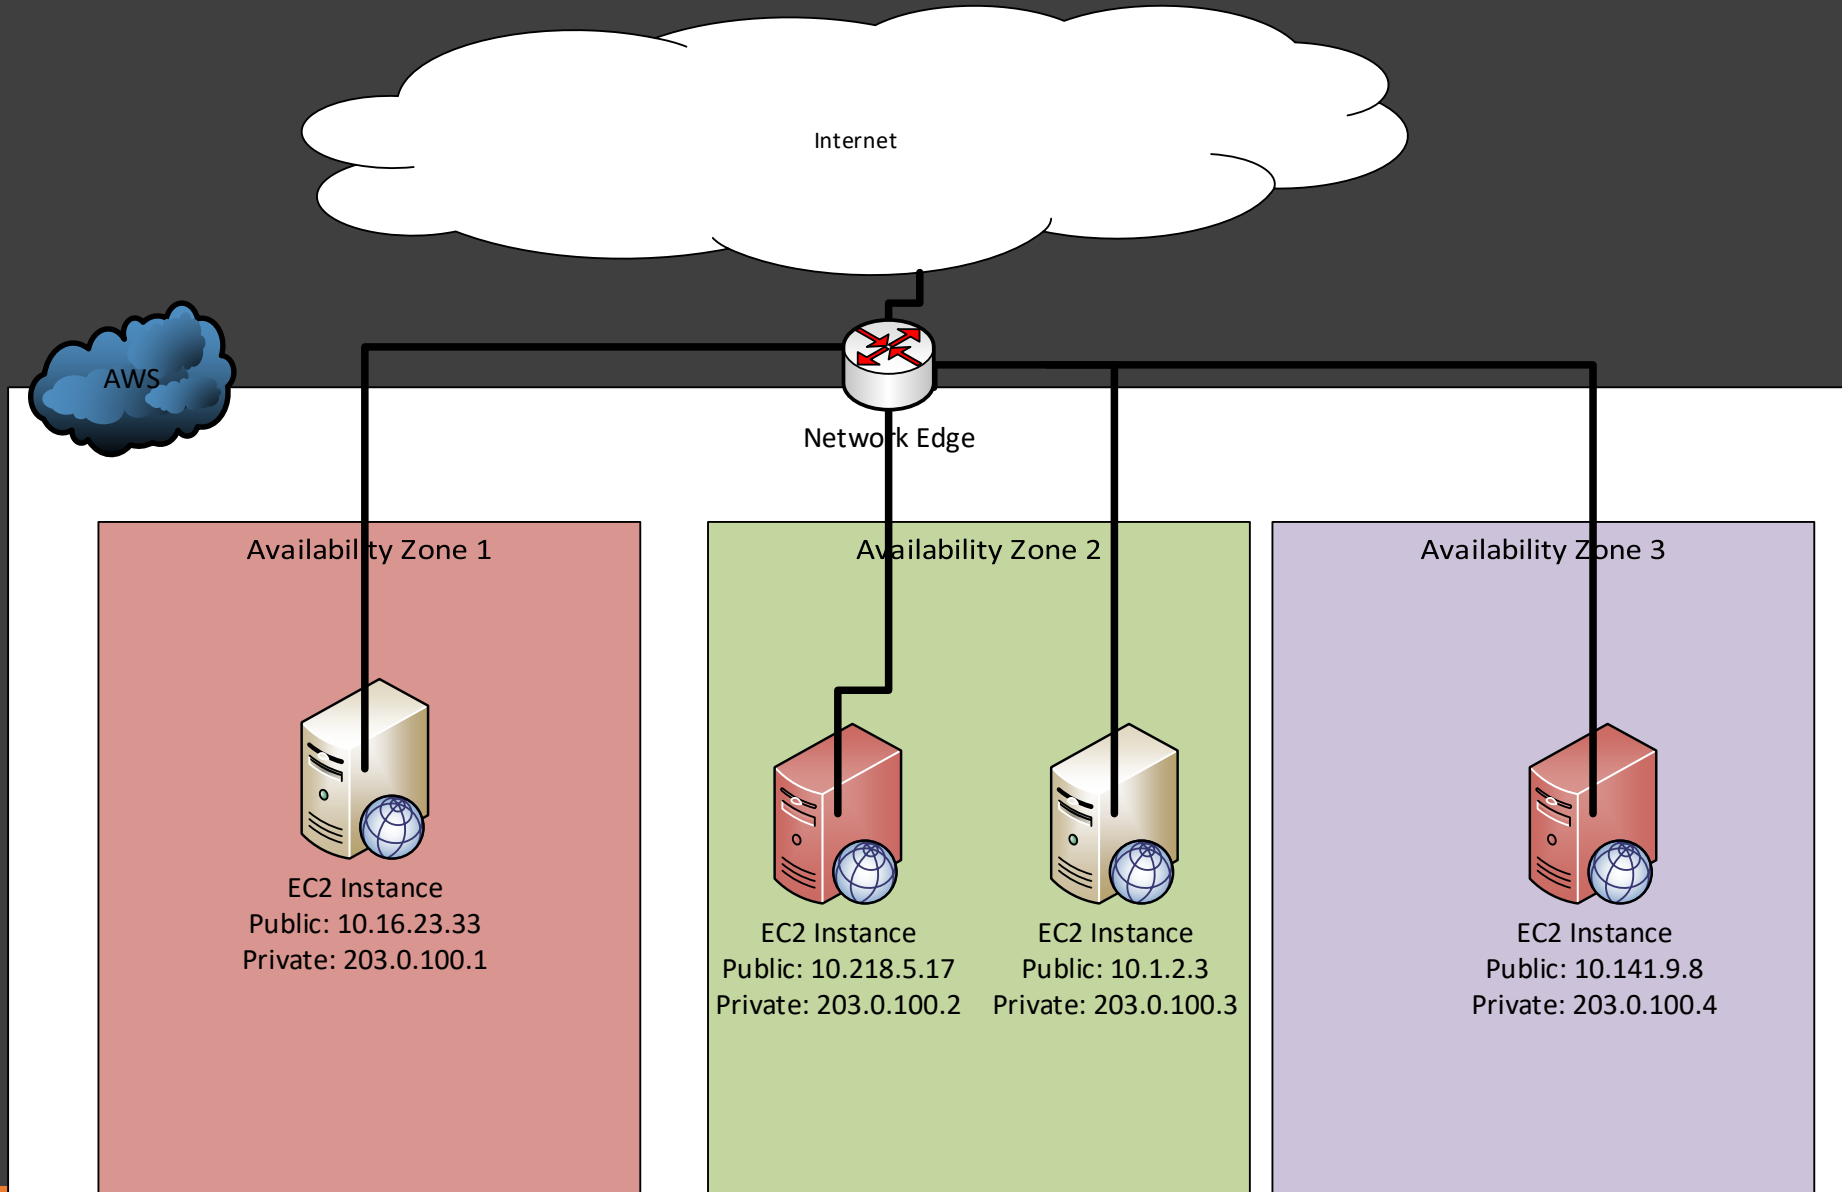 Internet
AWS
Network Edge
Availability Zone 1
Availability Zone 2
Availability Zone 3
EC2 Instance
Public: 10.16.23.33
Private: 203.0.100.1
EC2 Instance
Public: 10.218.5.17
Private: 203.0.100.2
EC2 Instance
Public: 10.1.2.3
Private: 203.0.100.3
EC2 Instance
Public: 10.141.9.8
Private: 203.0.100.4